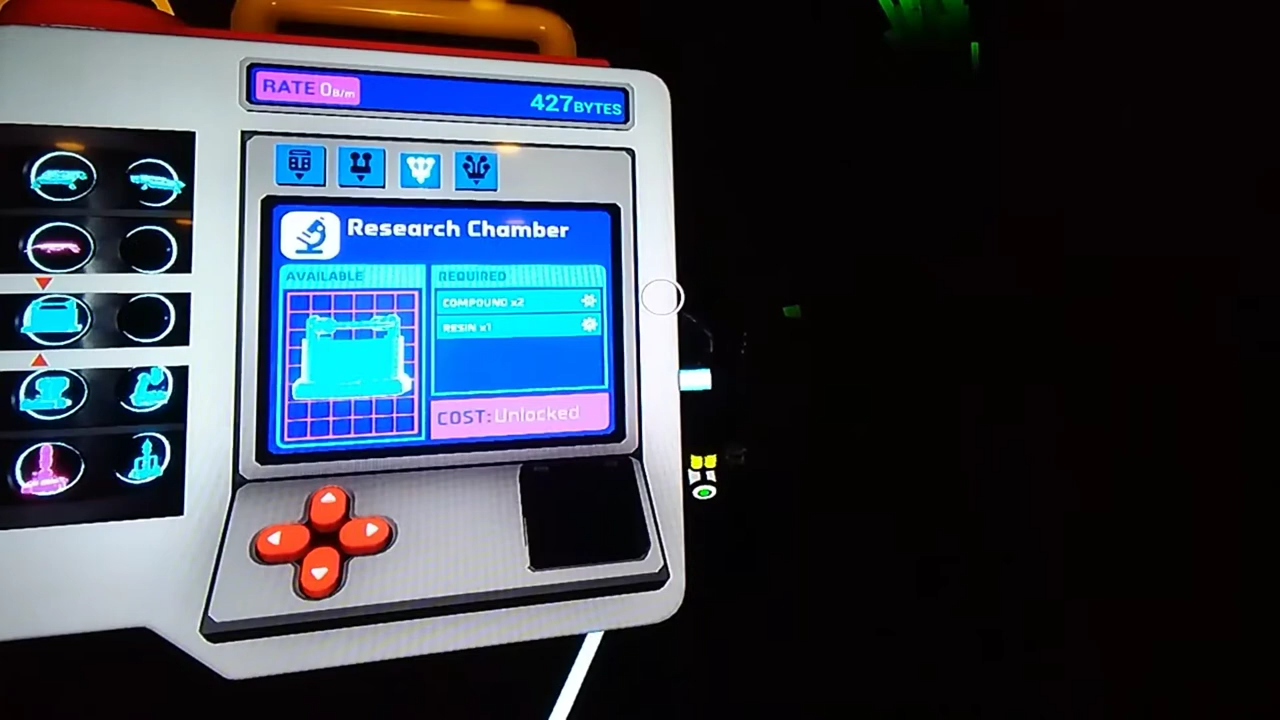 RATE 0B/m
427BYTES
Research Chamber
AVAILABLE
REQUIRED
COMPOUND x2
RESIN x1
COST:Unlocked